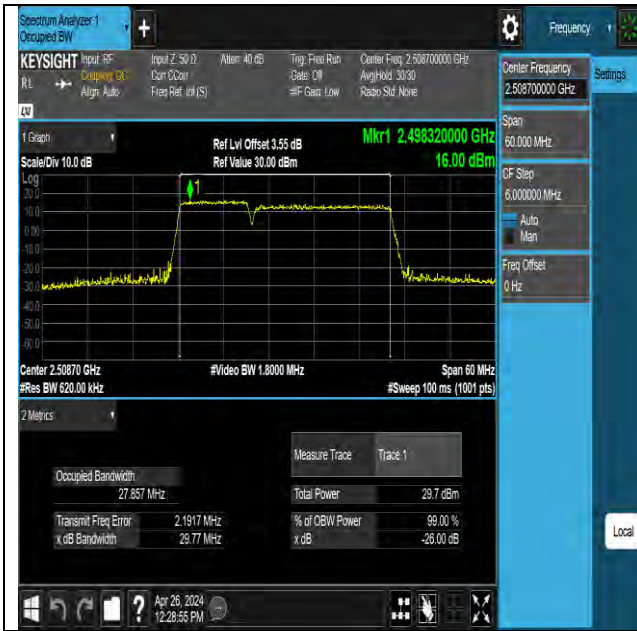 Spectrum Analyzer 1
Occupied BW
+
Frequency
KEYSIGHT Input: RF Input Z: 50 Ω Atten: 40 dB Trig: Free Run Center Freq: 2.508700000 GHz
RL Coupling: DC Corr CCorr Gate: Off Avg|Hold: 30/30
Align: Auto Freq Ref: Int (S) #IF Gain: Low Radio Std: None
LXI
Center Frequency
2.508700000 GHz
Settings
Span
60.000 MHz
CF Step
6.000000 MHz
Auto
Man
Freq Offset
0 Hz
Local
1 Graph
Scale/Div 10.0 dB
Ref Lvl Offset 3.55 dB
Ref Value 30.00 dBm
Mkr1 2.498320000 GHz
16.00 dBm
Log
20.0
10.0
0.00
-10.0
-20.0
-30.0
-40.0
-50.0
-60.0
1
Center 2.50870 GHz #Video BW 1.8000 MHz Span 60 MHz
#Res BW 620.00 kHz #Sweep 100 ms (1001 pts)
2 Metrics
Measure Trace Trace 1
Occupied Bandwidth
27.857 MHz Total Power 29.7 dBm
Transmit Freq Error 2.1917 MHz % of OBW Power 99.00 %
x dB Bandwidth 29.77 MHz x dB -26.00 dB
?
Apr 26, 2024
12:28:55 PM